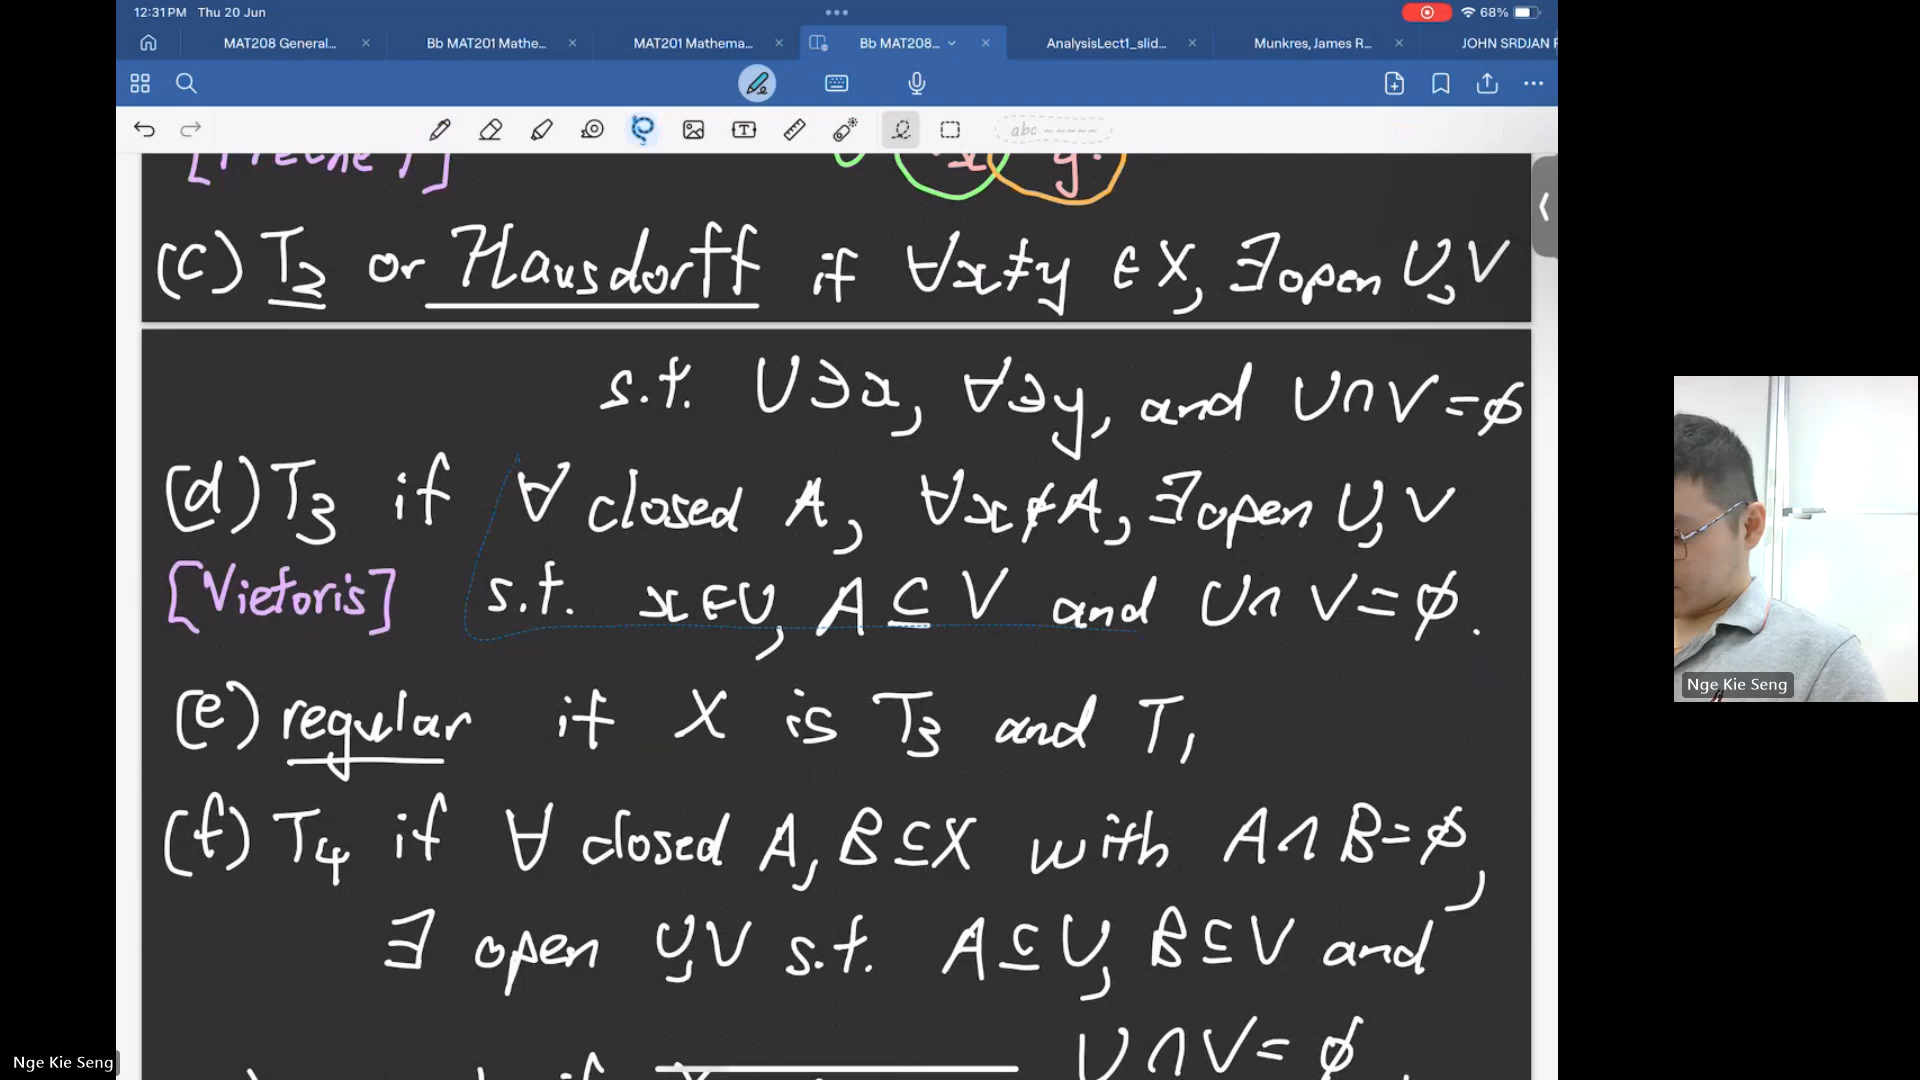 12:31 PM Thu 20 Jun
68%
MAT208 General...
Bb MAT201 Mathe...
MAT201 Mathema...
Bb MAT208...
AnalysisLect1_slid...
Munkres, James R...
JOHN SRDJAN
abc
(c) T₂ or Hausdorff if ∀x≠y ∈ X, ∃ open U, V
s.t. U∋x, ∀∋y, and U∩V=∅
(d) T₃ if ∀ closed A, ∀x∉A, ∃ open U, V
[Vietoris] s.t. x∈U, A ⊆ V and U∩V=∅.
(e) regular if X is T₃ and T₁
(f) T₄ if ∀ closed A, B⊆X with A∩B=∅,
∃ open U, V s.t. A⊆U, B⊆V and
U∩V=∅
Nge Kie Seng
Nge Kie Seng